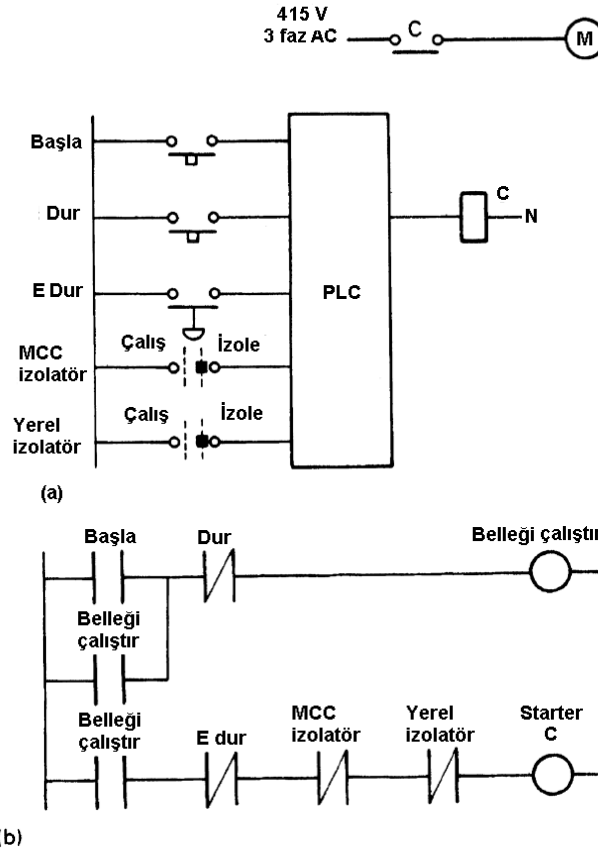 415 V
3 faz AC
C
M
Başla
Dur
E Dur
MCC
izolatör
Yerel
izolatör
Çalış
İzole
Çalış
İzole
PLC
C
N
(a)
Başla
Dur
Belleği çalıştır
Belleği
çalıştır
Belleği
çalıştır
E dur
MCC
izolatör
Yerel
izolatör
Starter
C
(b)